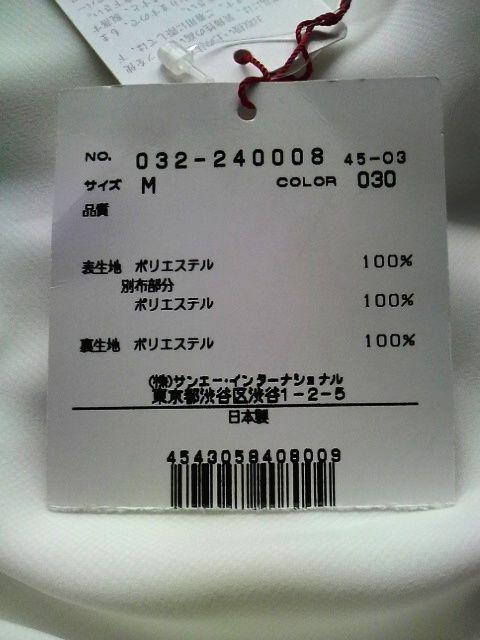 NO. 032-240008 45-03
サイズ M COLOR 030
品質
表生地 ポリエステル 100%
別布部分
ポリエステル 100%
裏生地 ポリエステル 100%
(株)サンエー・インターナショナル
東京都渋谷区渋谷1-2-5
日本製
4543058408009